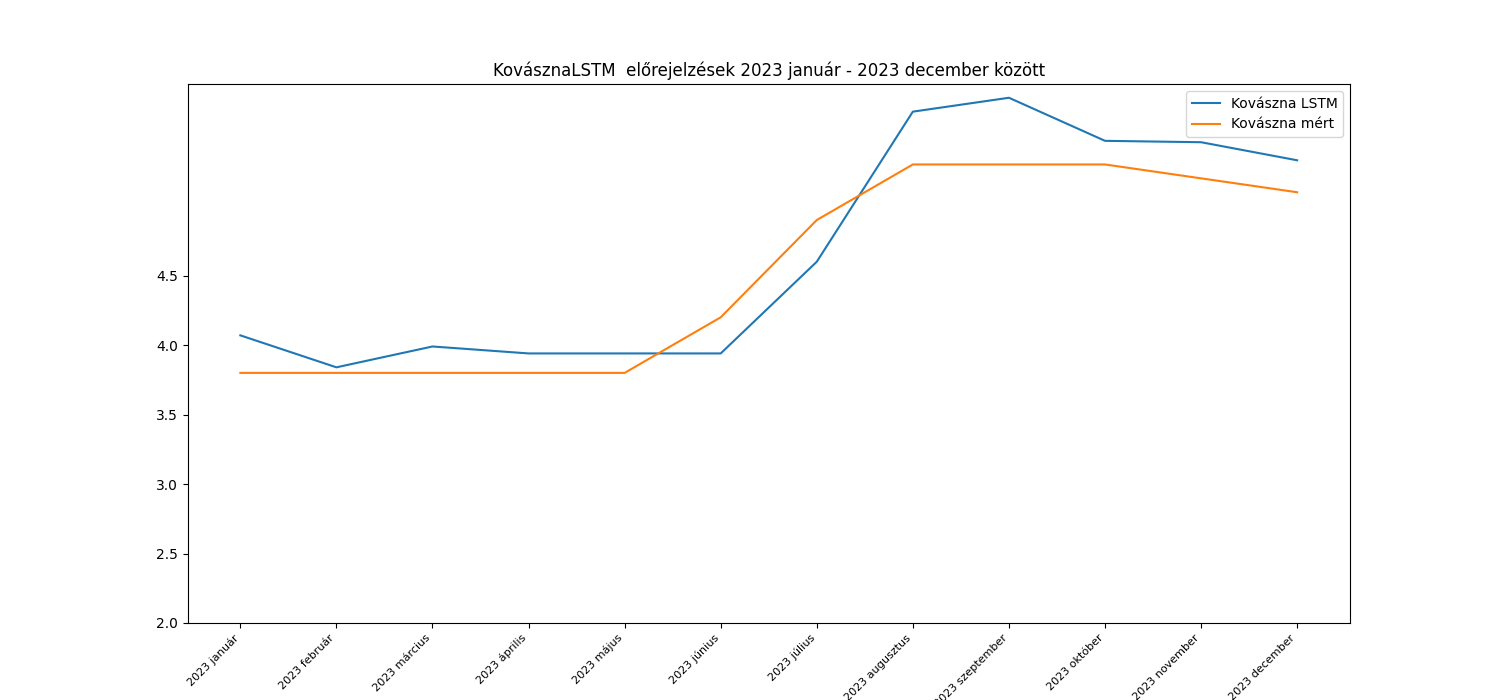 KovásznaLSTM  előrejelzések 2023 január - 2023 december között
Kovászna LSTM
Kovászna mért
4.5
4.0
3.5
3.0
2.5
2.0
2023 január
2023 február
2023 március
2023 április
2023 május
2023 június
2023 július
2023 augusztus
2023 szeptember
2023 október
2023 november
2023 december